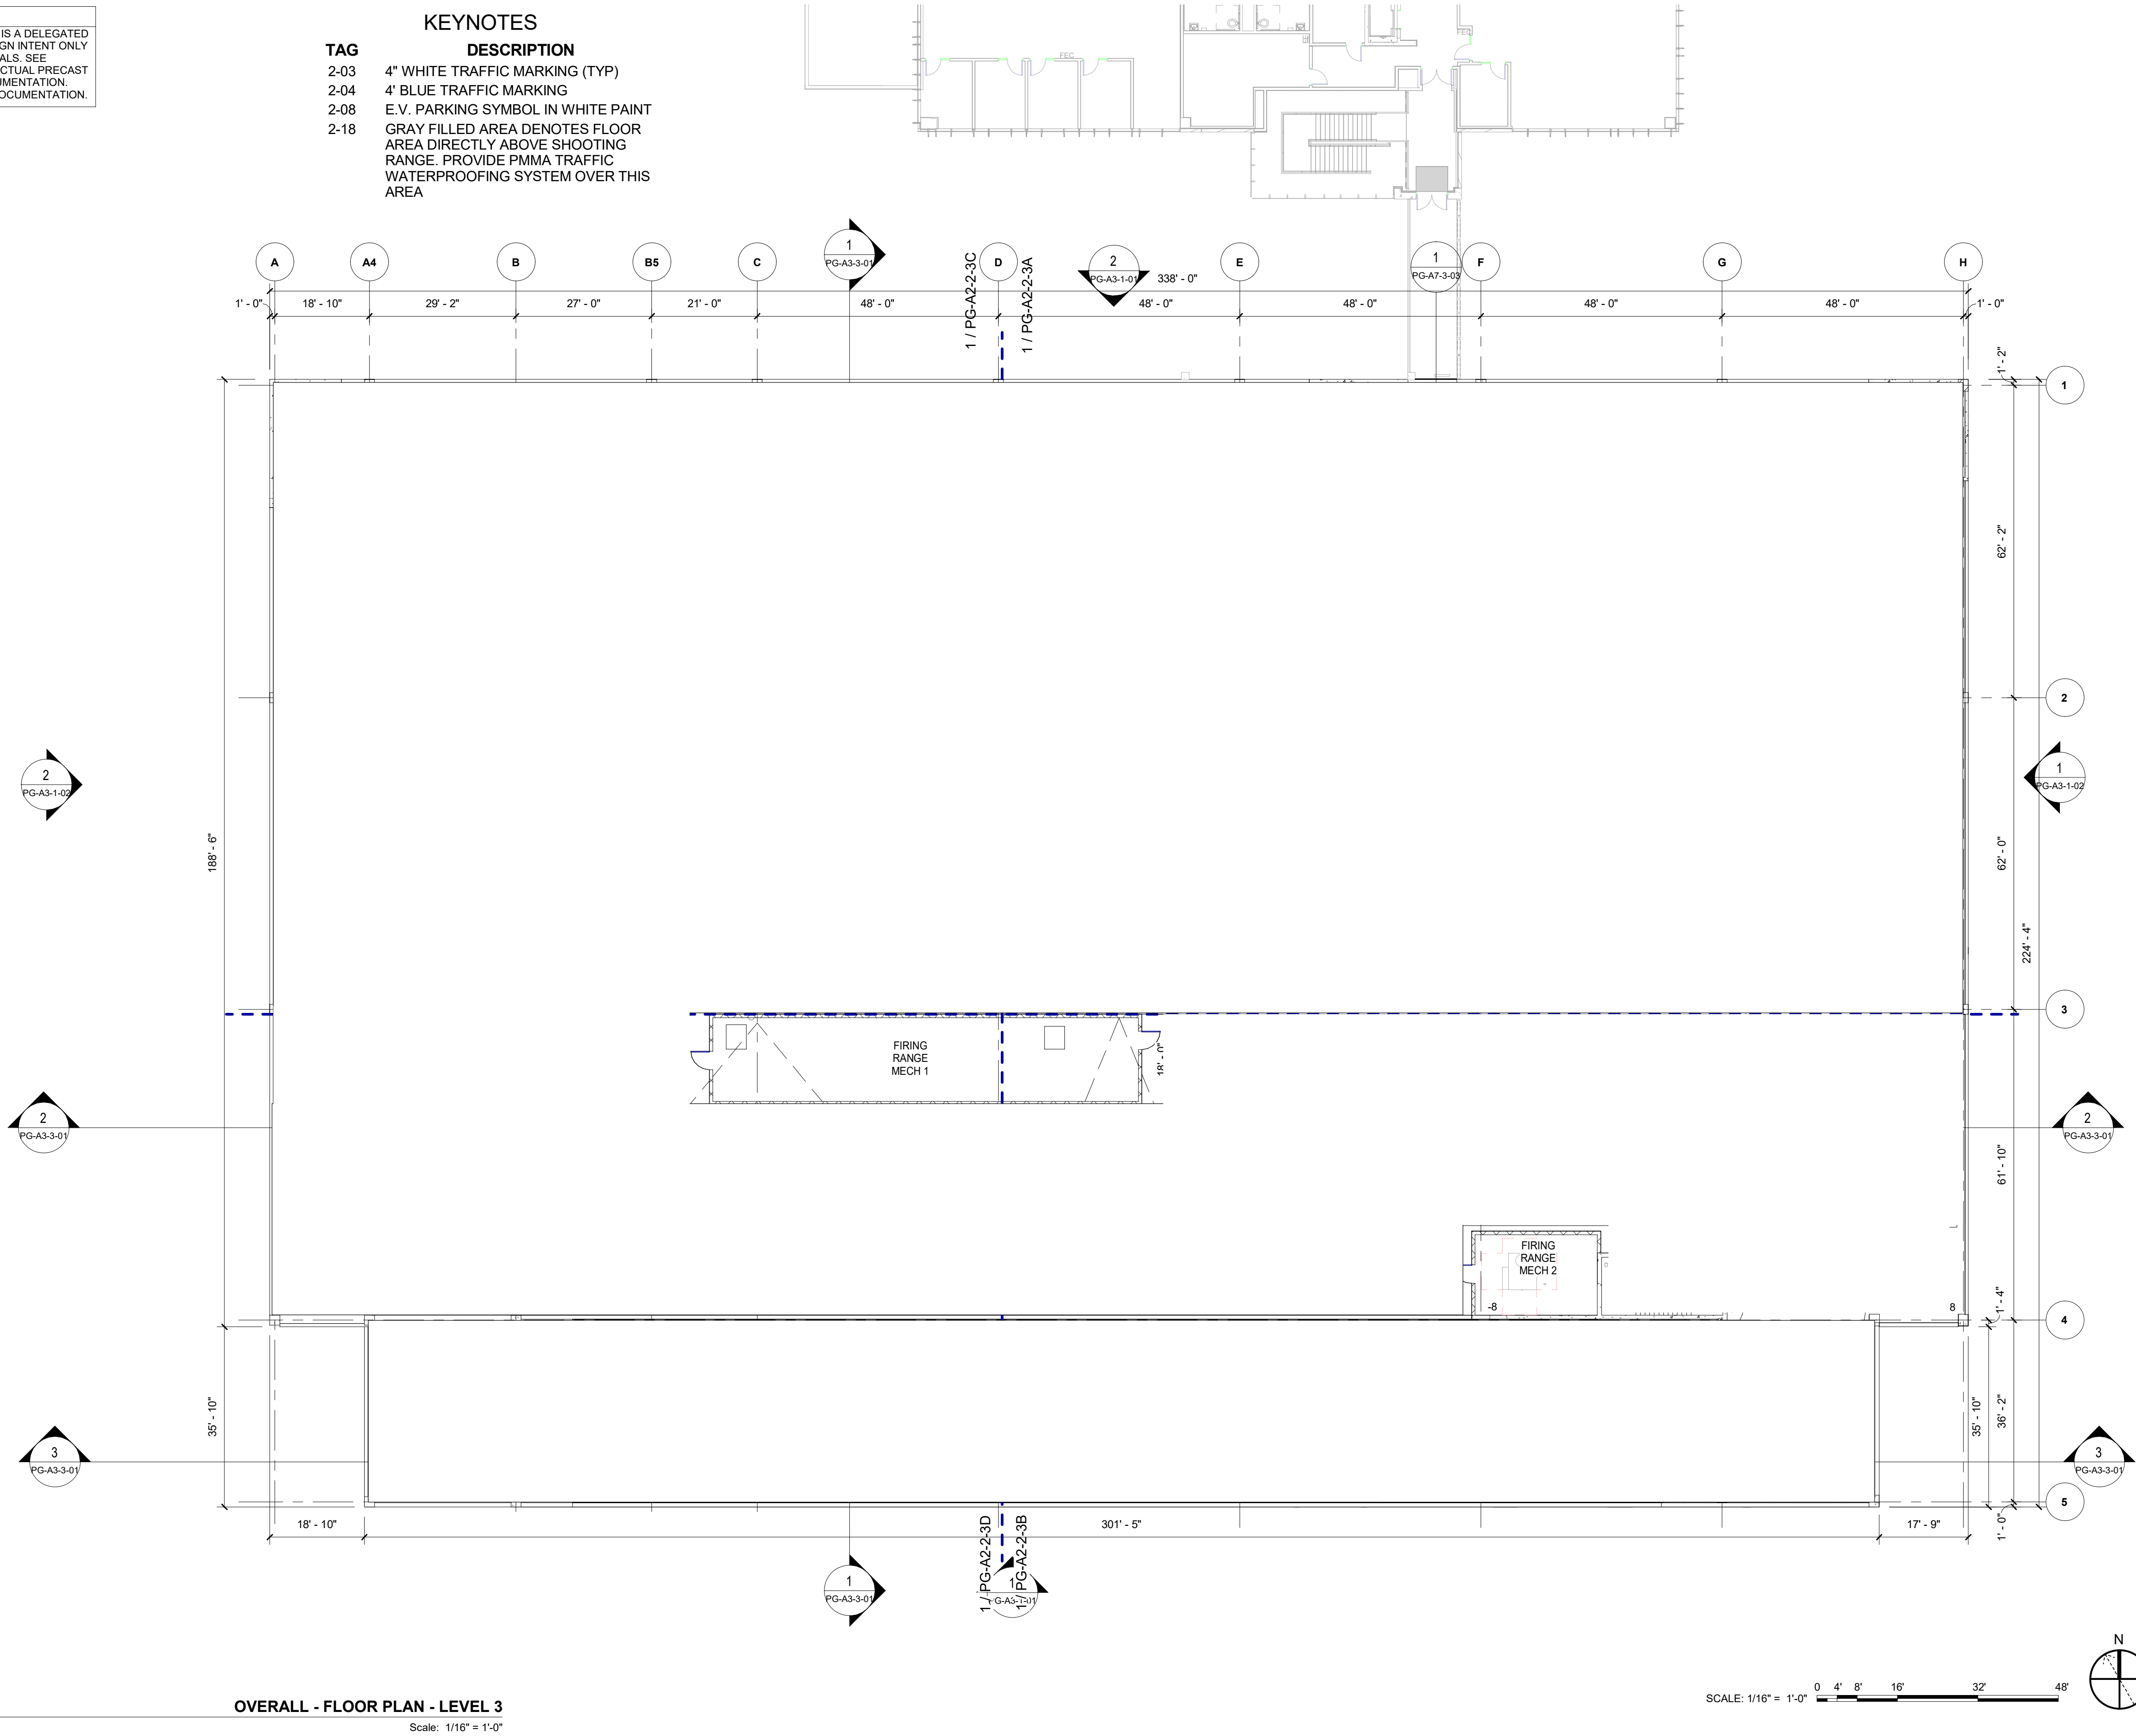 IS A DELEGATED
GN INTENT ONLY
ALS. SEE
CTUAL PRECAST
UMENTATION.
OCUMENTATION.
KEYNOTES
TAG DESCRIPTION
2-03 4" WHITE TRAFFIC MARKING (TYP)
2-04 4' BLUE TRAFFIC MARKING
2-08 E.V. PARKING SYMBOL IN WHITE PAINT
2-18 GRAY FILLED AREA DENOTES FLOOR
AREA DIRECTLY ABOVE SHOOTING
RANGE. PROVIDE PMMA TRAFFIC
WATERPROOFING SYSTEM OVER THIS
AREA
FEC
FEC
A A4 B B5 C D E F G H
1
PG-A3-3-01
1 / PG-A2-2-3C
1 / PG-A2-2-3A
2
PG-A3-1-01
338' - 0"
1
PG-A7-3-03
1' - 0" 18' - 10" 29' - 2" 27' - 0" 21' - 0" 48' - 0" 48' - 0" 48' - 0" 48' - 0" 48' - 0" 1' - 0"
1' - 2"
1
62' - 2"
2
2
PG-A3-1-02
1
PG-A3-1-02
188' - 6"
62' - 0"
224' - 4"
3
FIRING
RANGE
MECH 1
18' - 0"
2
PG-A3-3-01
2
PG-A3-3-01
61' - 10"
FIRING
RANGE
MECH 2
-8
8
1' - 4"
4
35' - 10"
35' - 10"
36' - 2"
3
PG-A3-3-01
3
PG-A3-3-01
5
1' - 0"
18' - 10" 301' - 5" 17' - 9"
1 / PG-A2-2-3D
1 / PG-A2-2-3B
1
PG-A3-3-01
1
G-A3-1-01
N
OVERALL - FLOOR PLAN - LEVEL 3
Scale: 1/16" = 1'-0"
SCALE: 1/16" = 1'-0" 0 4' 8' 16' 32' 48'